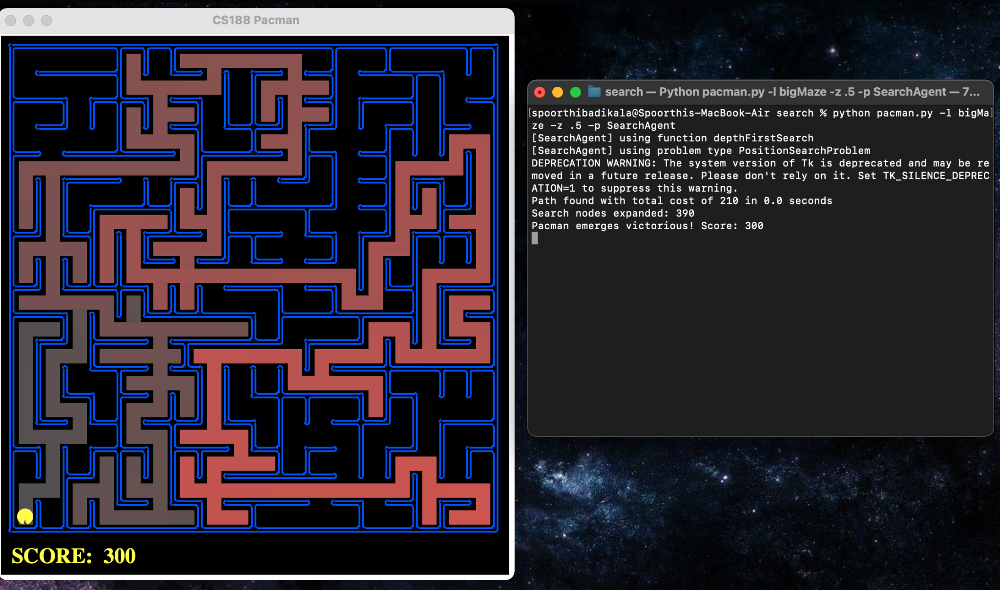 CS188 Pacman
SCORE: 300
search — Python pacman.py -l bigMaze -z .5 -p SearchAgent — 7...
[spoorthibadikala@Spoorthis-MacBook-Air search % python pacman.py -l bigMa]
ze -z .5 -p SearchAgent
[SearchAgent] using function depthFirstSearch
[SearchAgent] using problem type PositionSearchProblem
DEPRECATION WARNING: The system version of Tk is deprecated and may be re
moved in a future release. Please don't rely on it. Set TK_SILENCE_DEPREC
ATION=1 to suppress this warning.
Path found with total cost of 210 in 0.0 seconds
Search nodes expanded: 390
Pacman emerges victorious! Score: 300